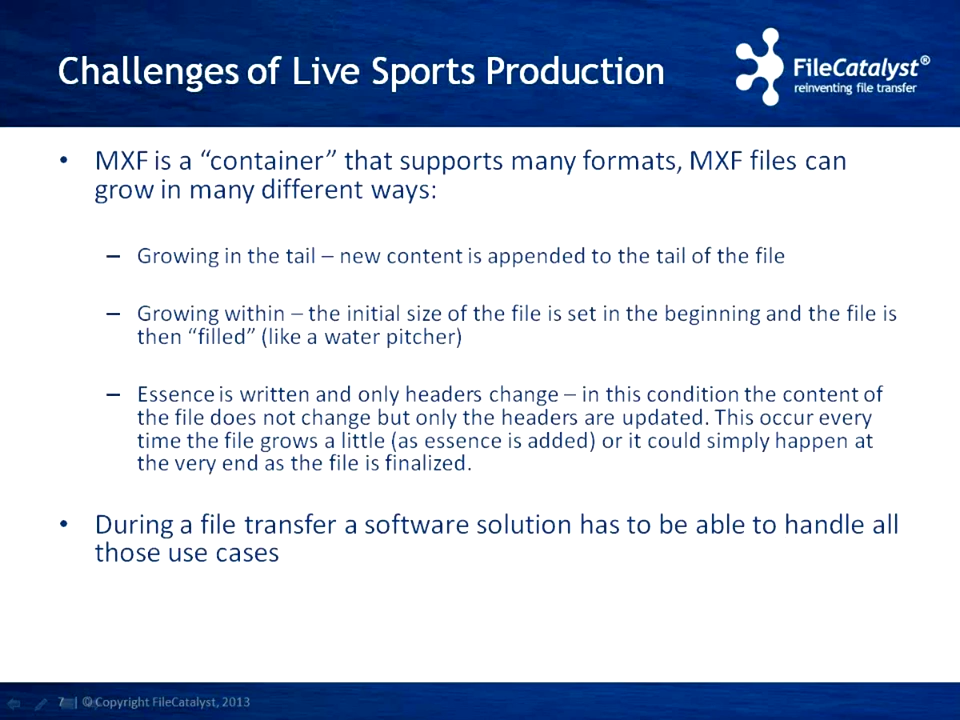 Challenges of Live Sports Production
FileCatalyst®
reinventing file transfer
• MXF is a “container” that supports many formats, MXF files can
grow in many different ways:
– Growing in the tail – new content is appended to the tail of the file
– Growing within – the initial size of the file is set in the beginning and the file is
then “filled” (like a water pitcher)
– Essence is written and only headers change – in this condition the content of
the file does not change but only the headers are updated. This occur every
time the file grows a little (as essence is added) or it could simply happen at
the very end as the file is finalized.
• During a file transfer a software solution has to be able to handle all
those use cases
7 | © Copyright FileCatalyst, 2013